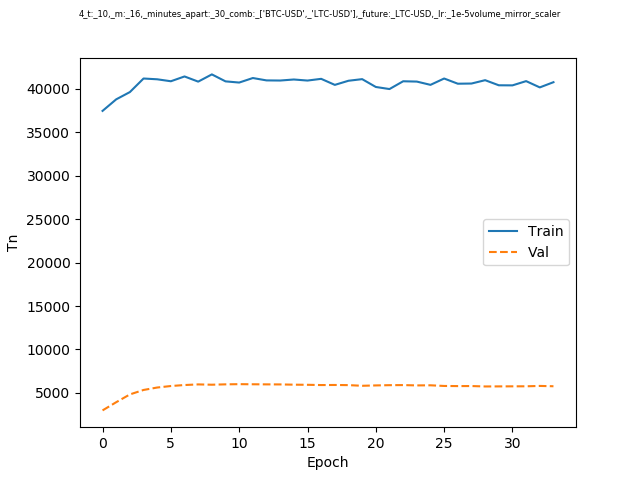 4_t:_10,_m:_16,_minutes_apart:_30_comb:_['BTC-USD',_'LTC-USD'],_future:_LTC-USD,_lr:_1e-5volume_mirror_scaler
40000
35000
30000
25000
20000
15000
10000
5000
Tn
Train
Val
0 5 10 15 20 25 30
Epoch